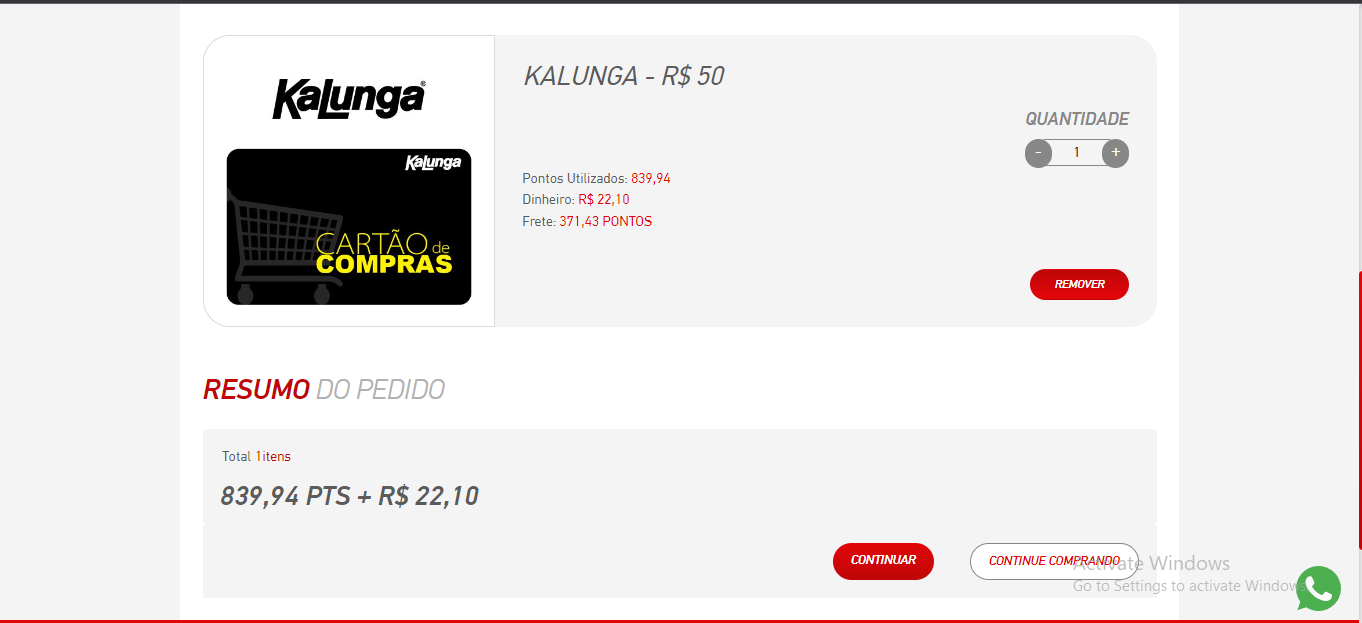 Kalunga®
KALUNGA - R$ 50
QUANTIDADE
- 1 +
Kalunga
CARTÃO de
COMPRAS
Pontos Utilizados: 839,94
Dinheiro: R$ 22,10
Frete: 371,43 PONTOS
REMOVER
RESUMO DO PEDIDO
Total 1itens
839,94 PTS + R$ 22,10
CONTINUAR
CONTINUE COMPRANDO
Activate Windows
Go to Settings to activate Windows